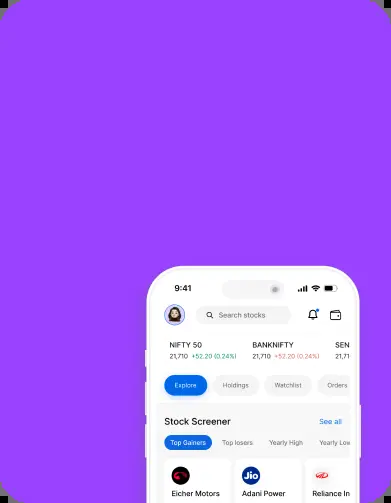 9:41
Search stocks
NIFTY 50 BANKNIFTY SEN
21,710 +52.20 (0.24%) 21,710 +52.20 (0.24%) 21,71
Explore Holdings Watchlist Orders
Stock Screener See all
Top Gainers Top losers Yearly High Yearly Low
Jio
Eicher Motors Adani Power Reliance In